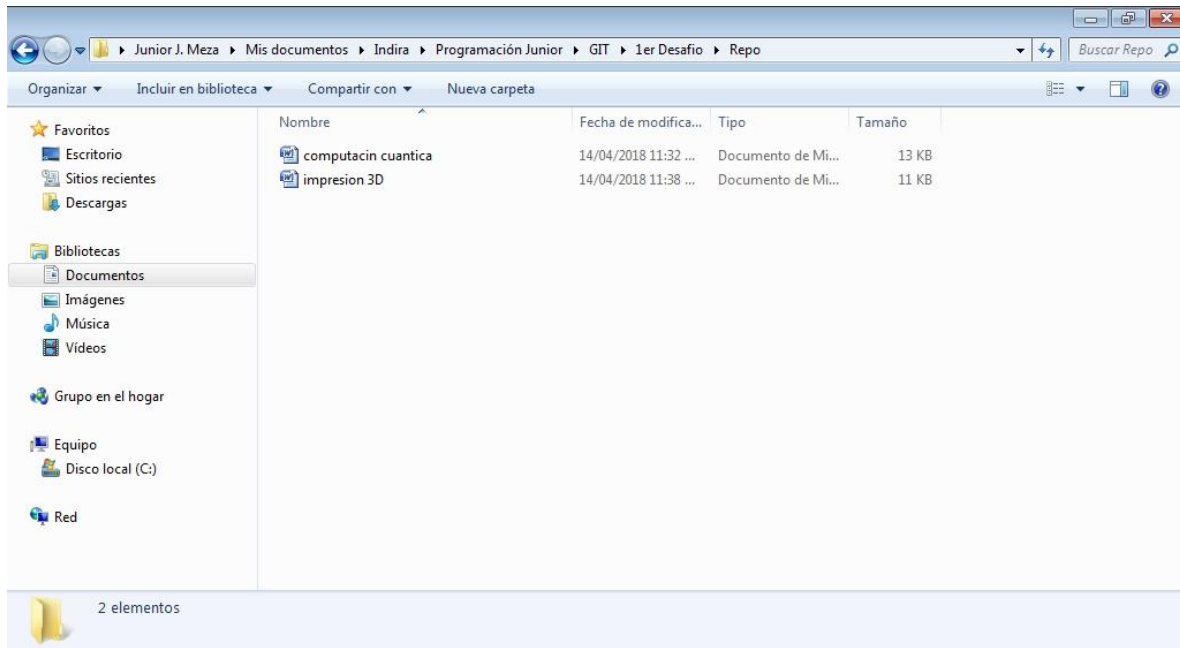 Junior J. Meza Mis documentos Indira Programación Junior GIT 1er Desafio Repo Buscar Repo
Organizar Incluir en biblioteca Compartir con Nueva carpeta
Favoritos
Escritorio
Sitios recientes
Descargas
Bibliotecas
Documentos
Imágenes
Música
Vídeos
Grupo en el hogar
Equipo
Disco local (C:)
Red
Nombre Fecha de modifica... Tipo Tamaño
computacin cuantica 14/04/2018 11:32 ... Documento de Mi... 13 KB
impresion 3D 14/04/2018 11:38 ... Documento de Mi... 11 KB
2 elementos